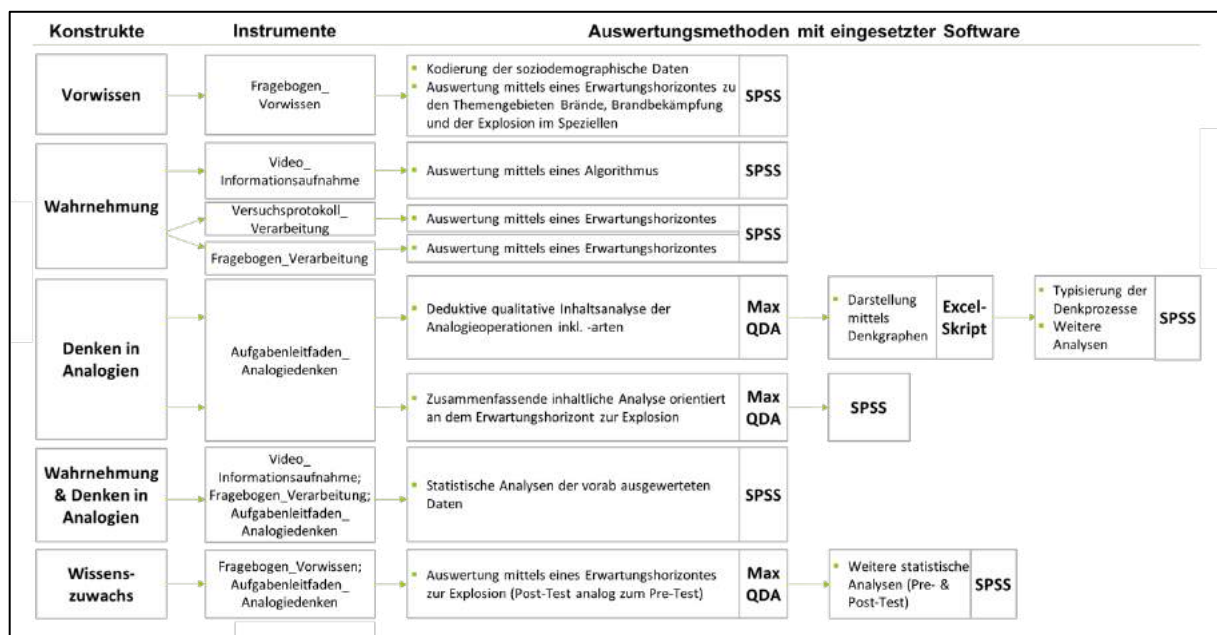 Konstrukte
Instrumente
Auswertungsmethoden mit eingesetzter Software
Vorwissen
Fragebogen_
Vorwissen
Kodierung der soziodemographische Daten
Auswertung mittels eines Erwartungshorizontes zu
den Themengebieten Brände, Brandbekämpfung
und der Explosion im Speziellen
SPSS
Wahrnehmung
Video_
Informationsaufnahme
Auswertung mittels eines Algorithmus
SPSS
Versuchsprotokoll_
Verarbeitung
Auswertung mittels eines Erwartungshorizontes
Fragebogen_Verarbeitung
Auswertung mittels eines Erwartungshorizontes
SPSS
Denken in
Analogien
Aufgabenleitfaden_
Analogiedenken
Deduktive qualitative Inhaltsanalyse der
Analogieoperationen inkl. -arten
Max
QDA
Darstellung
mittels
Denkgraphen
Excel-
Skript
Typisierung der
Denkprozesse
Weitere
Analysen
SPSS
Zusammenfassende inhaltliche Analyse orientiert
an dem Erwartungshorizont zur Explosion
Max
QDA
SPSS
Wahrnehmung
& Denken in
Analogien
Video_
Informationsaufnahme;
Fragebogen_Verarbeitung;
Aufgabenleitfaden_
Analogiedenken
Statistische Analysen der vorab ausgewerteten
Daten
SPSS
Wissens-
zuwachs
Fragebogen_Vorwissen;
Aufgabenleitfaden_
Analogiedenken
Auswertung mittels eines Erwartungshorizontes
zur Explosion (Post-Test analog zum Pre-Test)
Max
QDA
Weitere statistische
Analysen (Pre- &
Post-Test)
SPSS